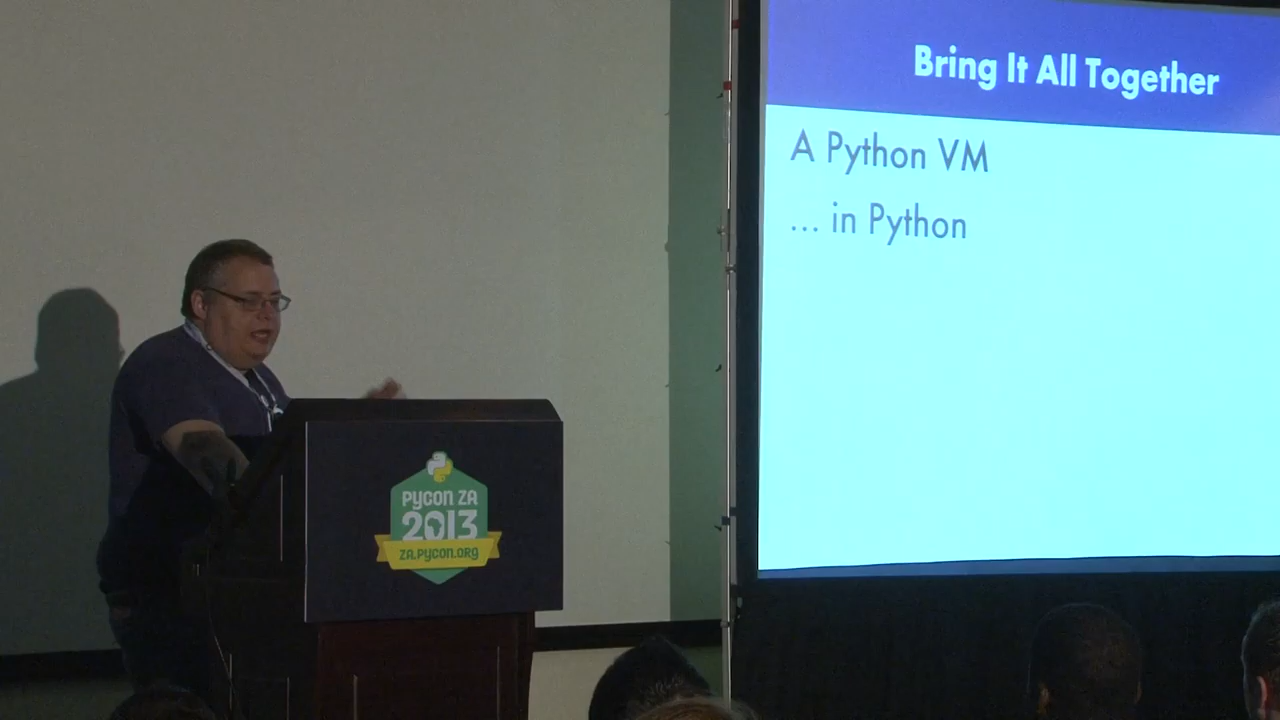 Bring It All Together
A Python VM
... in Python
PYCON ZA
2013
ZA.PYCON.ORG